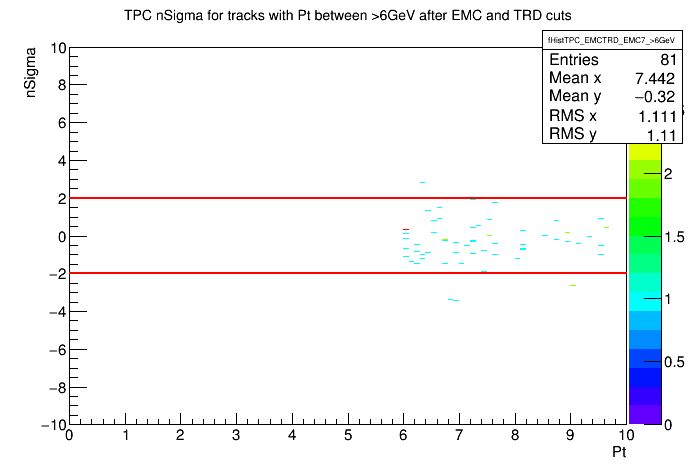 TPC nSigma for tracks with Pt between >6GeV after EMC and TRD cuts
fHistTPC_EMCTRD_EMC7_>6GeV
Entries 81
Mean x 7.442
Mean y −0.32
RMS x 1.111
RMS y 1.11
nSigma
10
8
6
4
2
0
−2
−4
−6
−8
−10
0 1 2 3 4 5 6 7 8 9 10
Pt
2
1.5
1
0.5
0